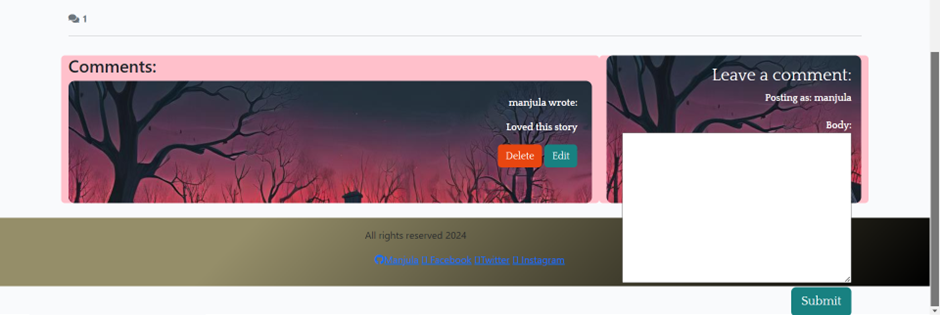 1
Comments:
manjula wrote:
Loved this story
Delete Edit
Leave a comment:
Posting as: manjula
Body:
All rights reserved 2024
Manjula Facebook Twitter Instagram
Submit